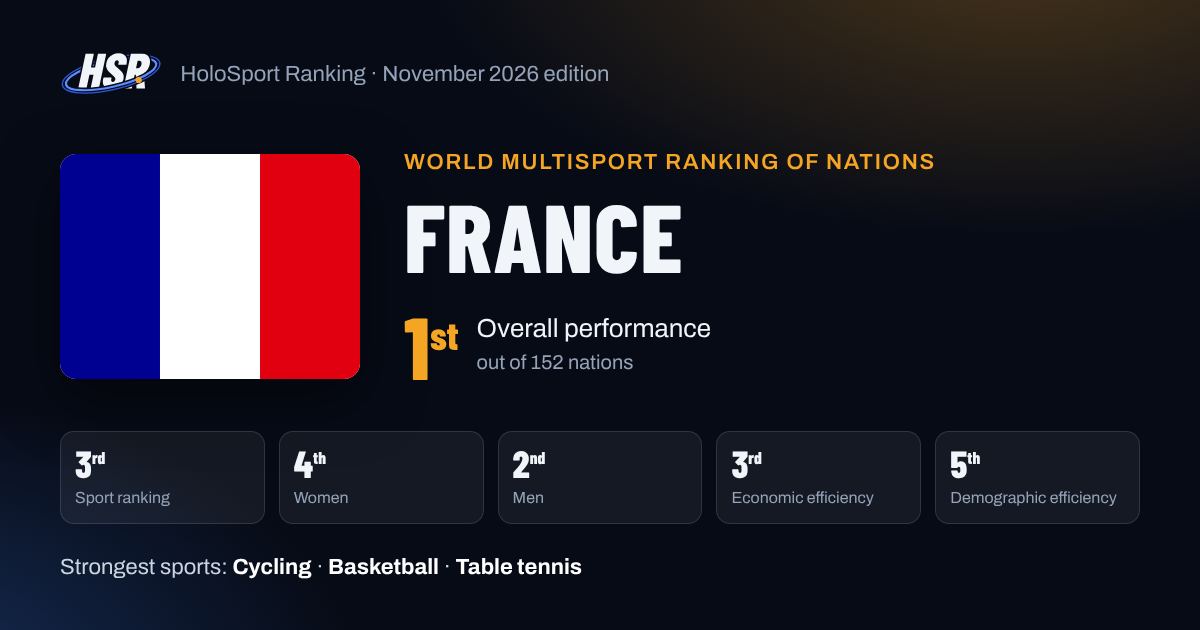 HSR HoloSport Ranking · November 2026 edition
WORLD MULTISPORT RANKING OF NATIONS
FRANCE
1st Overall performance
out of 152 nations
3rd
Sport ranking
4th
Women
2nd
Men
3rd
Economic efficiency
5th
Demographic efficiency
Strongest sports: Cycling · Basketball · Table tennis